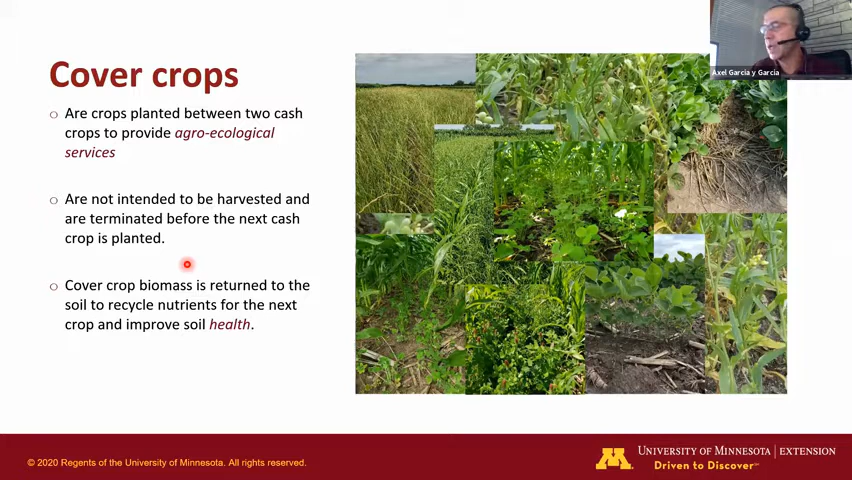 Axel Garcia y Garcia
Cover crops
Are crops planted between two cash
crops to provide agro-ecological
services
Are not intended to be harvested and
are terminated before the next cash
crop is planted.
Cover crop biomass is returned to the
soil to recycle nutrients for the next
crop and improve soil health.
© 2020 Regents of the University of Minnesota. All rights reserved.
M
UNIVERSITY OF MINNESOTA | EXTENSION
Driven to Discover℠